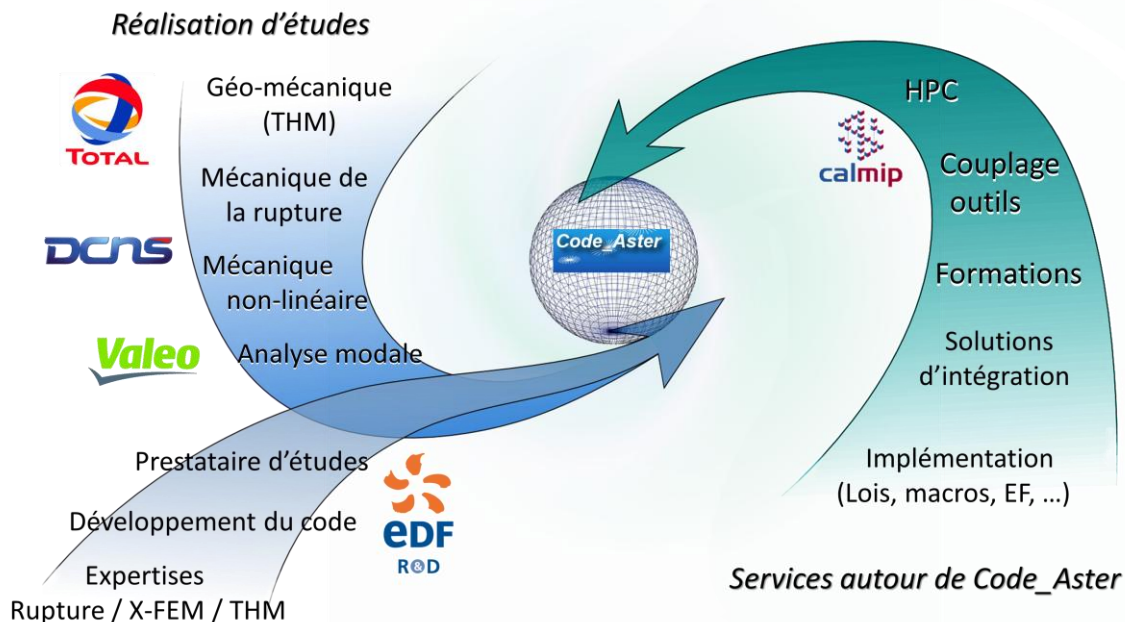 Réalisation d'études
TOTAL
Géo-mécanique
(THM)
Mécanique de
la rupture
DCNS
Mécanique
non-linéaire
Valeo
Analyse modale
Prestataire d'études
Développement du code
eDF
R&D
Expertises
Rupture / X-FEM / THM
Code_Aster
HPC
calmip
Couplage
outils
Formations
Solutions
d'intégration
Implémentation
(Lois, macros, EF, ...)
Services autour de Code_Aster